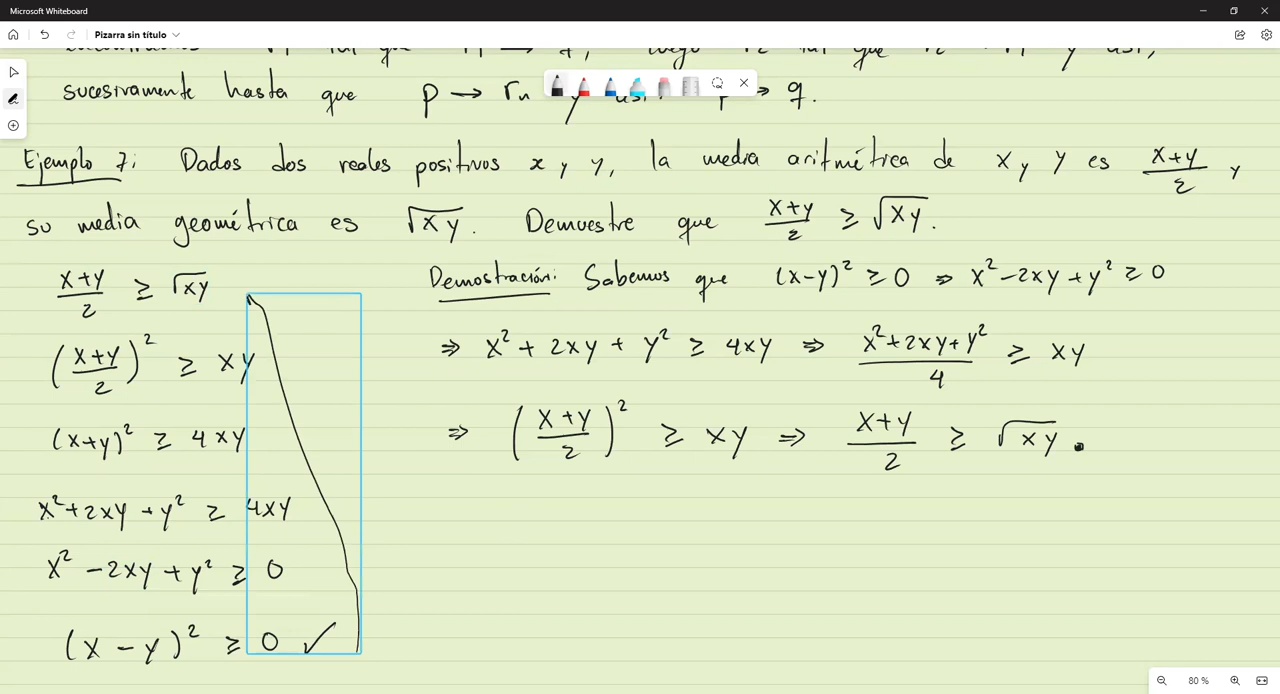 Microsoft Whiteboard
Pizarra sin título
sucesivamente hasta que p → rn y
→ q.
Ejemplo 7: Dados dos reales positivos x y y, la media aritmética de x y y es (x+y)/2 y
su media geométrica es √xy. Demuestre que (x+y)/2 ≥ √xy.
(x+y)/2 ≥ √xy
((x+y)/2)² ≥ xy
(x+y)² ≥ 4xy
x²+2xy+y² ≥ 4xy
x²-2xy+y² ≥ 0
(x-y)² ≥ 0 ✓
Demostración: Sabemos que (x-y)² ≥ 0 ⇒ x²-2xy+y² ≥ 0
⇒ x²+2xy+y² ≥ 4xy ⇒ (x²+2xy+y²)/4 ≥ xy
⇒ ((x+y)/2)² ≥ xy ⇒ (x+y)/2 ≥ √xy.
80 %